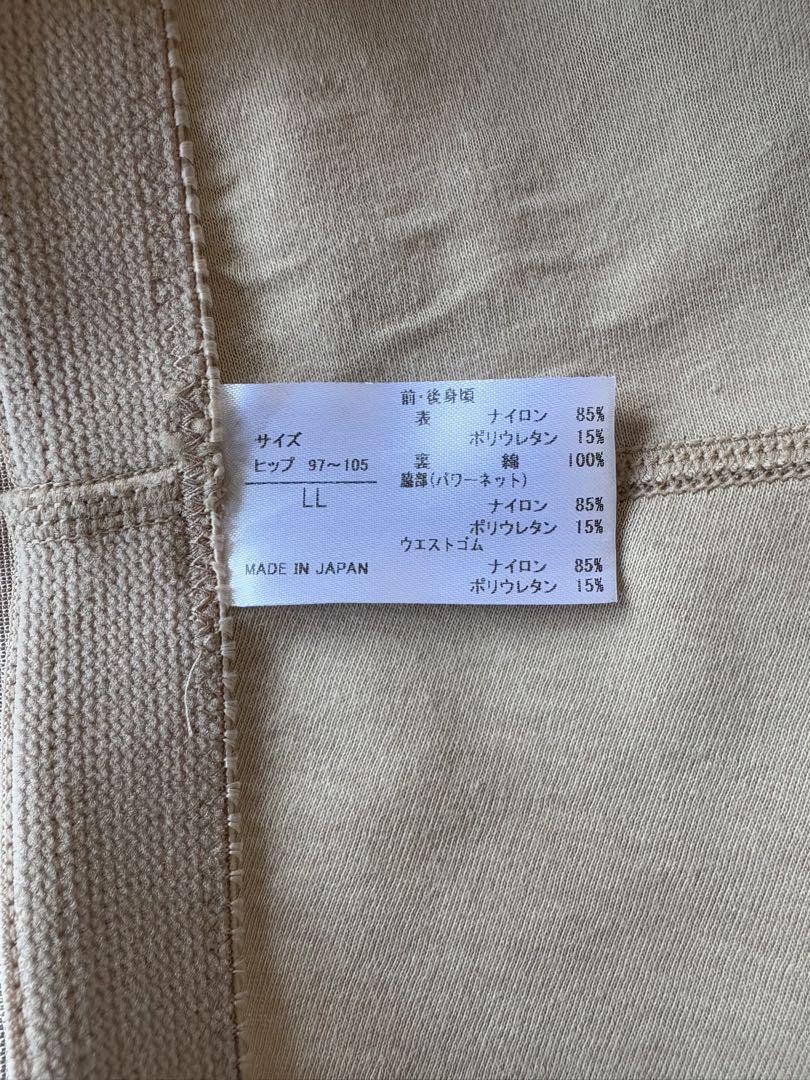 サイズ
ヒップ 97～105
LL
MADE IN JAPAN
前・後身頃
表 ナイロン 85%
ポリウレタン 15%
裏 綿 100%
脇部(パワーネット)
ナイロン 85%
ポリウレタン 15%
ウエストゴム
ナイロン 85%
ポリウレタン 15%